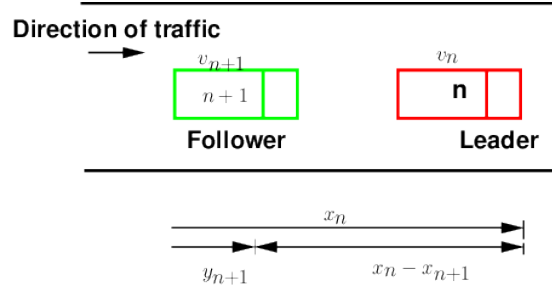 Direction of traffic
v_{n+1} v_n
n + 1 n
Follower Leader
x_n
y_{n+1} x_n − x_{n+1}